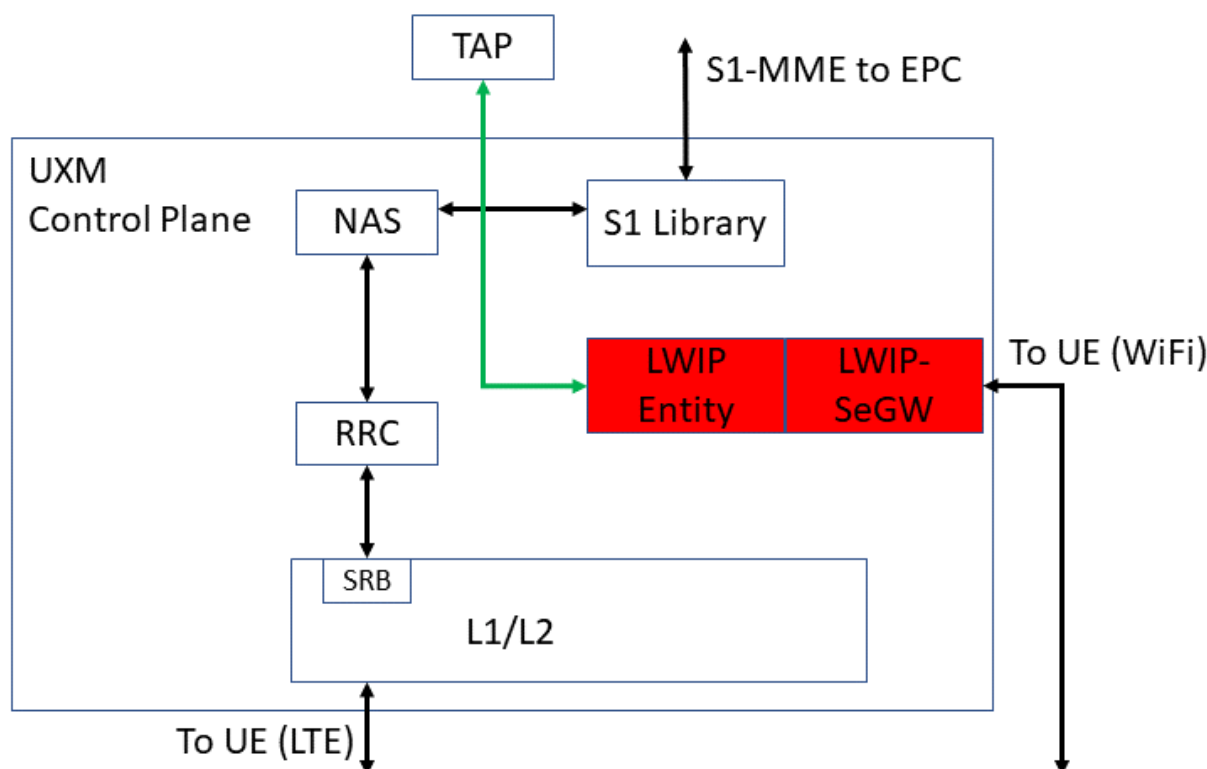 TAP
S1-MME to EPC
UXM
Control Plane
NAS
S1 Library
LWIP
Entity
LWIP-
SeGW
To UE (WiFi)
RRC
SRB
L1/L2
To UE (LTE)